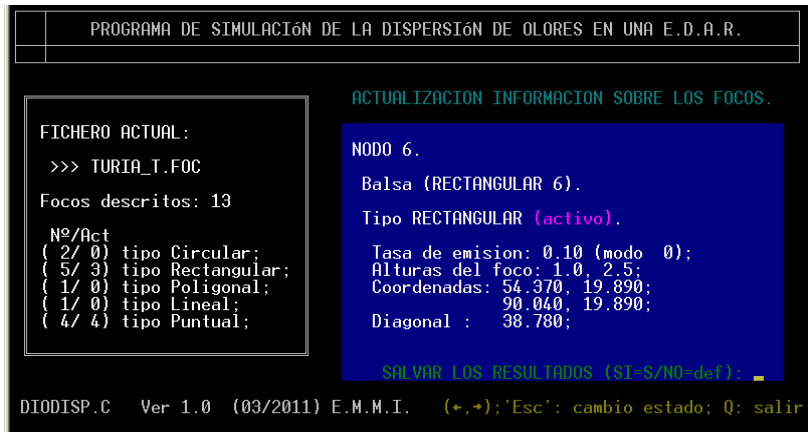 PROGRAMA DE SIMULACIóN DE LA DISPERSIóN DE OLORES EN UNA E.D.A.R.
ACTUALIZACION INFORMACION SOBRE LOS FOCOS.
FICHERO ACTUAL:
>>> TURIA_T.FOC
Focos descritos: 13
Nº/Act
( 2/ 0) tipo Circular;
( 5/ 3) tipo Rectangular;
( 1/ 0) tipo Poligonal;
( 1/ 0) tipo Lineal;
( 4/ 4) tipo Puntual;
NODO 6.
Balsa (RECTANGULAR 6).
Tipo RECTANGULAR (activo).
Tasa de emision: 0.10 (modo 0);
Alturas del foco: 1.0, 2.5;
Coordenadas: 54.370, 19.890;
90.040, 19.890;
Diagonal : 38.780;
SALVAR LOS RESULTADOS (SI=S/NO=def): _
DIODISP.C Ver 1.0 (03/2011) E.M.M.I. (←,→);'Esc': cambio estado; Q: salir